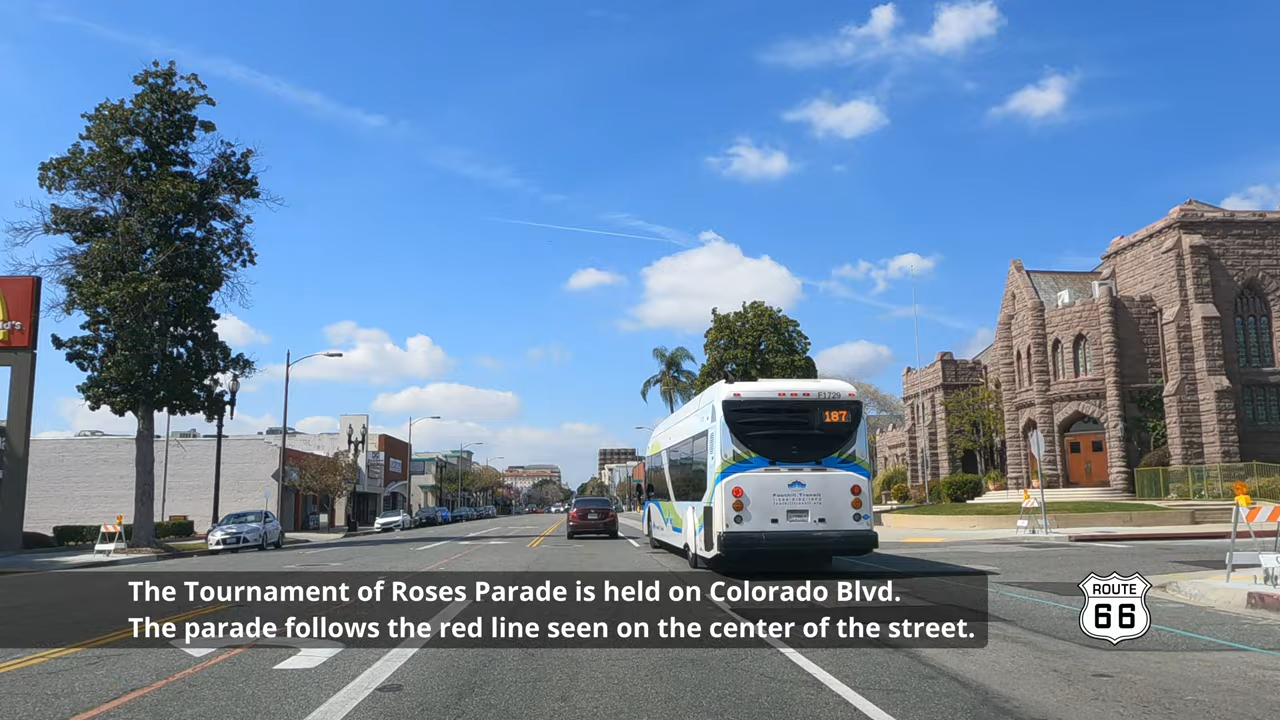 d's
F1729
187
Foothill Transit
The Tournament of Roses Parade is held on Colorado Blvd.
The parade follows the red line seen on the center of the street.
ROUTE
66